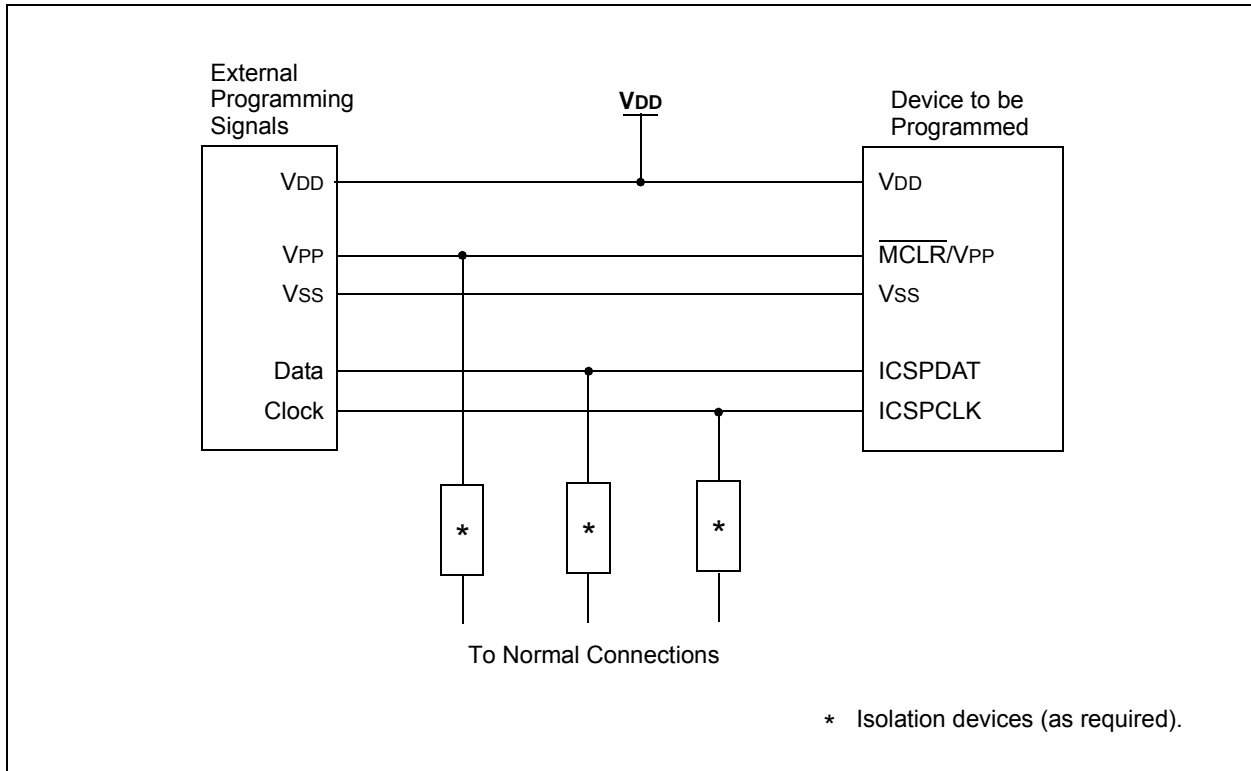 External
Programming
Signals
VDD
Device to be
Programmed
VDD
VDD
VPP
MCLR/VPP
VSS
VSS
Data
ICSPDAT
Clock
ICSPCLK
* * *
To Normal Connections
* Isolation devices (as required).